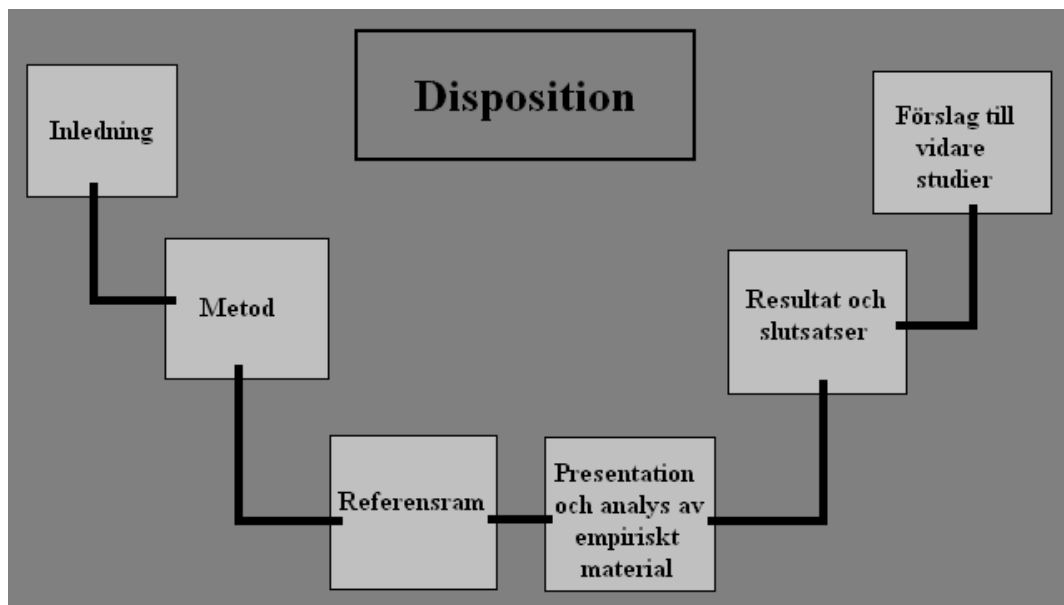 Disposition
Inledning
Metod
Referensram
Presentation
och analys av
empiriskt
material
Resultat och
slutsatser
Förslag till
vidare
studier